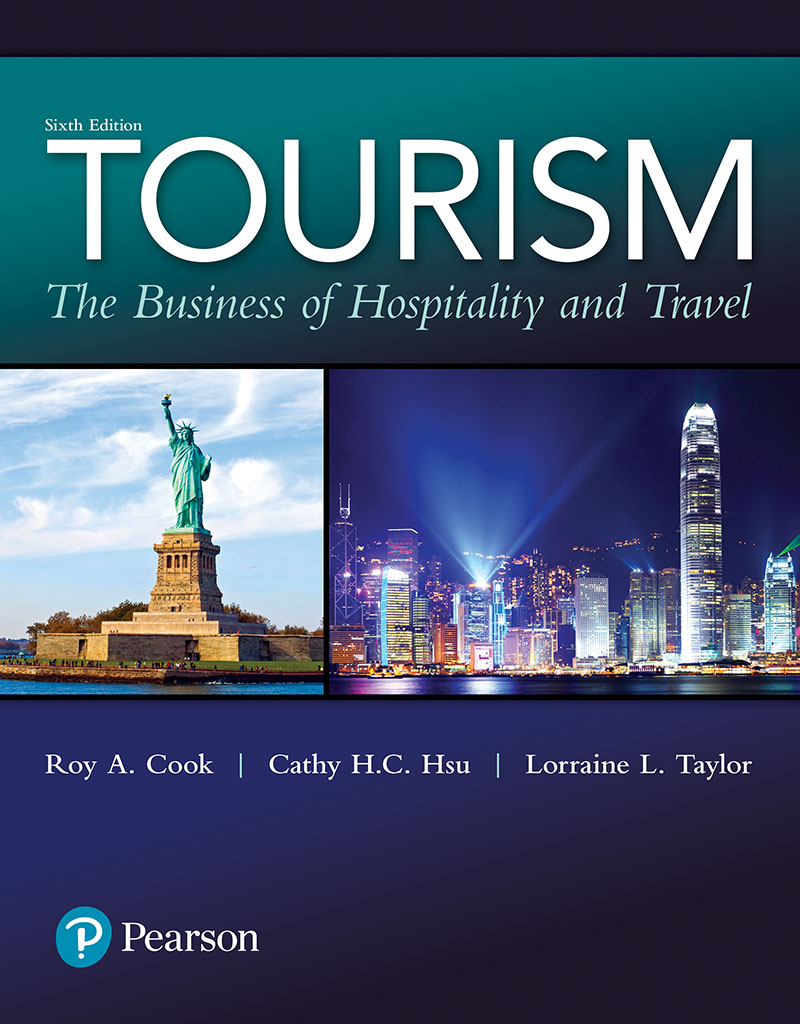 Sixth Edition
TOURISM
The Business of Hospitality and Travel
Roy A. Cook | Cathy H.C. Hsu | Lorraine L. Taylor
Pearson